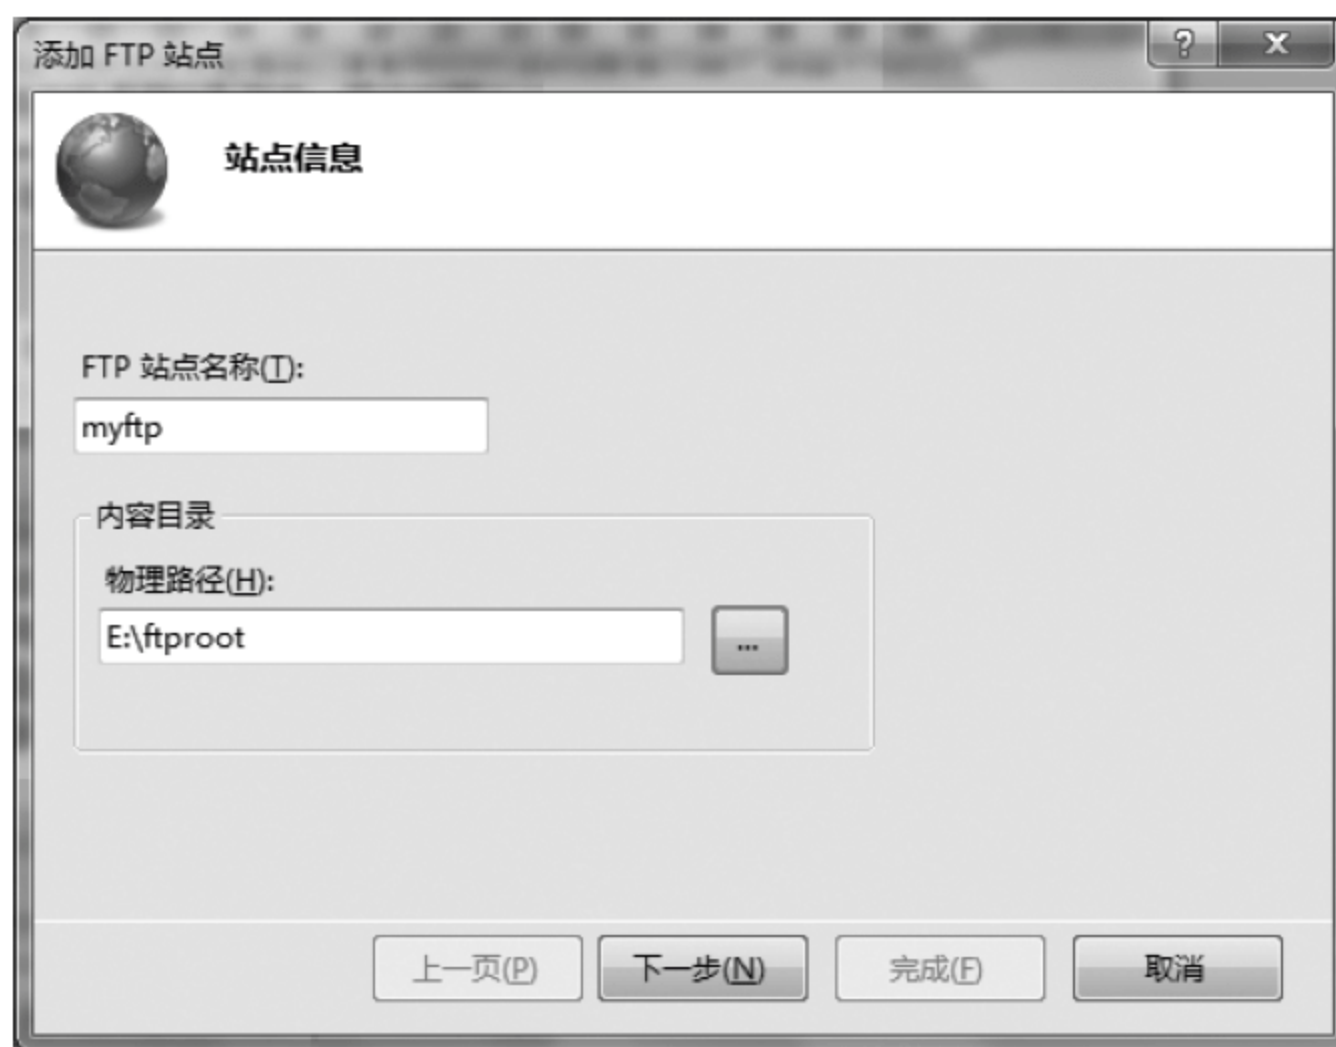 添加 FTP 站点
站点信息
FTP 站点名称(T):
myftp
内容目录
物理路径(H):
E:\ftproot
...
上一页(P) 下一步(N) 完成(F) 取消